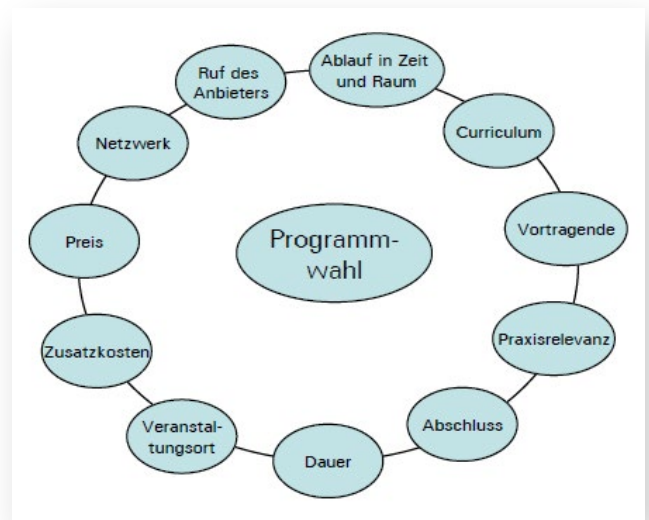 Ablauf in Zeit
und Raum
Ruf des
Anbieters
Curriculum
Netzwerk
Vortragende
Preis
Programm-
wahl
Praxisrelevanz
Zusatzkosten
Abschluss
Veranstal-
tungsort
Dauer